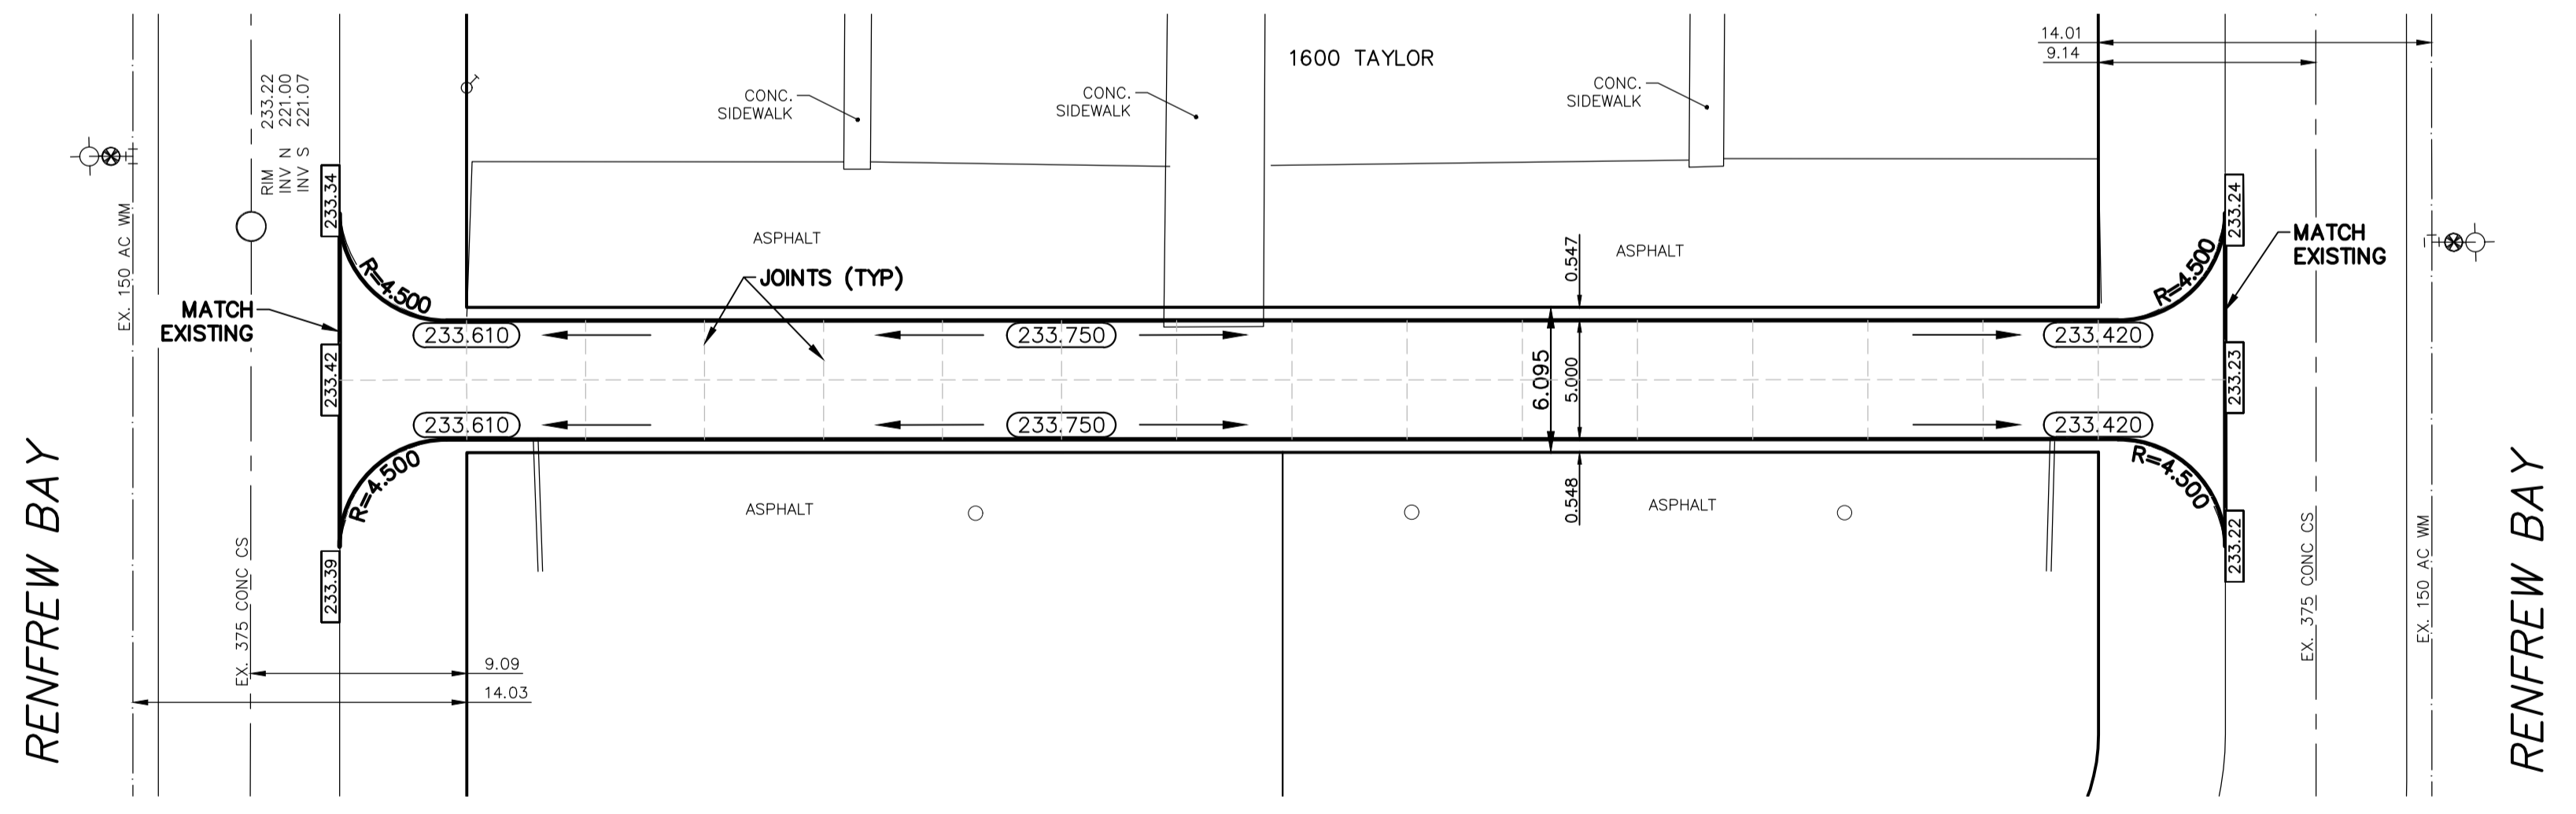 1600 TAYLOR
14.01
9.14
RIM 233.22
INV N 221.00
INV S 221.07
CONC.
SIDEWALK
CONC.
SIDEWALK
CONC.
SIDEWALK
EX. 150 AC WM
233.34
233.24
ASPHALT
ASPHALT
0.547
MATCH
EXISTING
R=4.500
R=4.500
JOINTS (TYP)
MATCH
EXISTING
233.610
233.750
233.420
233.42
6.095
5.000
233.23
233.610
233.750
233.420
R=4.500
R=4.500
RENFREW BAY
RENFREW BAY
ASPHALT
0.548
ASPHALT
233.39
233.22
EX. 375 CONC CS
EX. 375 CONC CS
EX. 150 AC WM
9.09
14.03